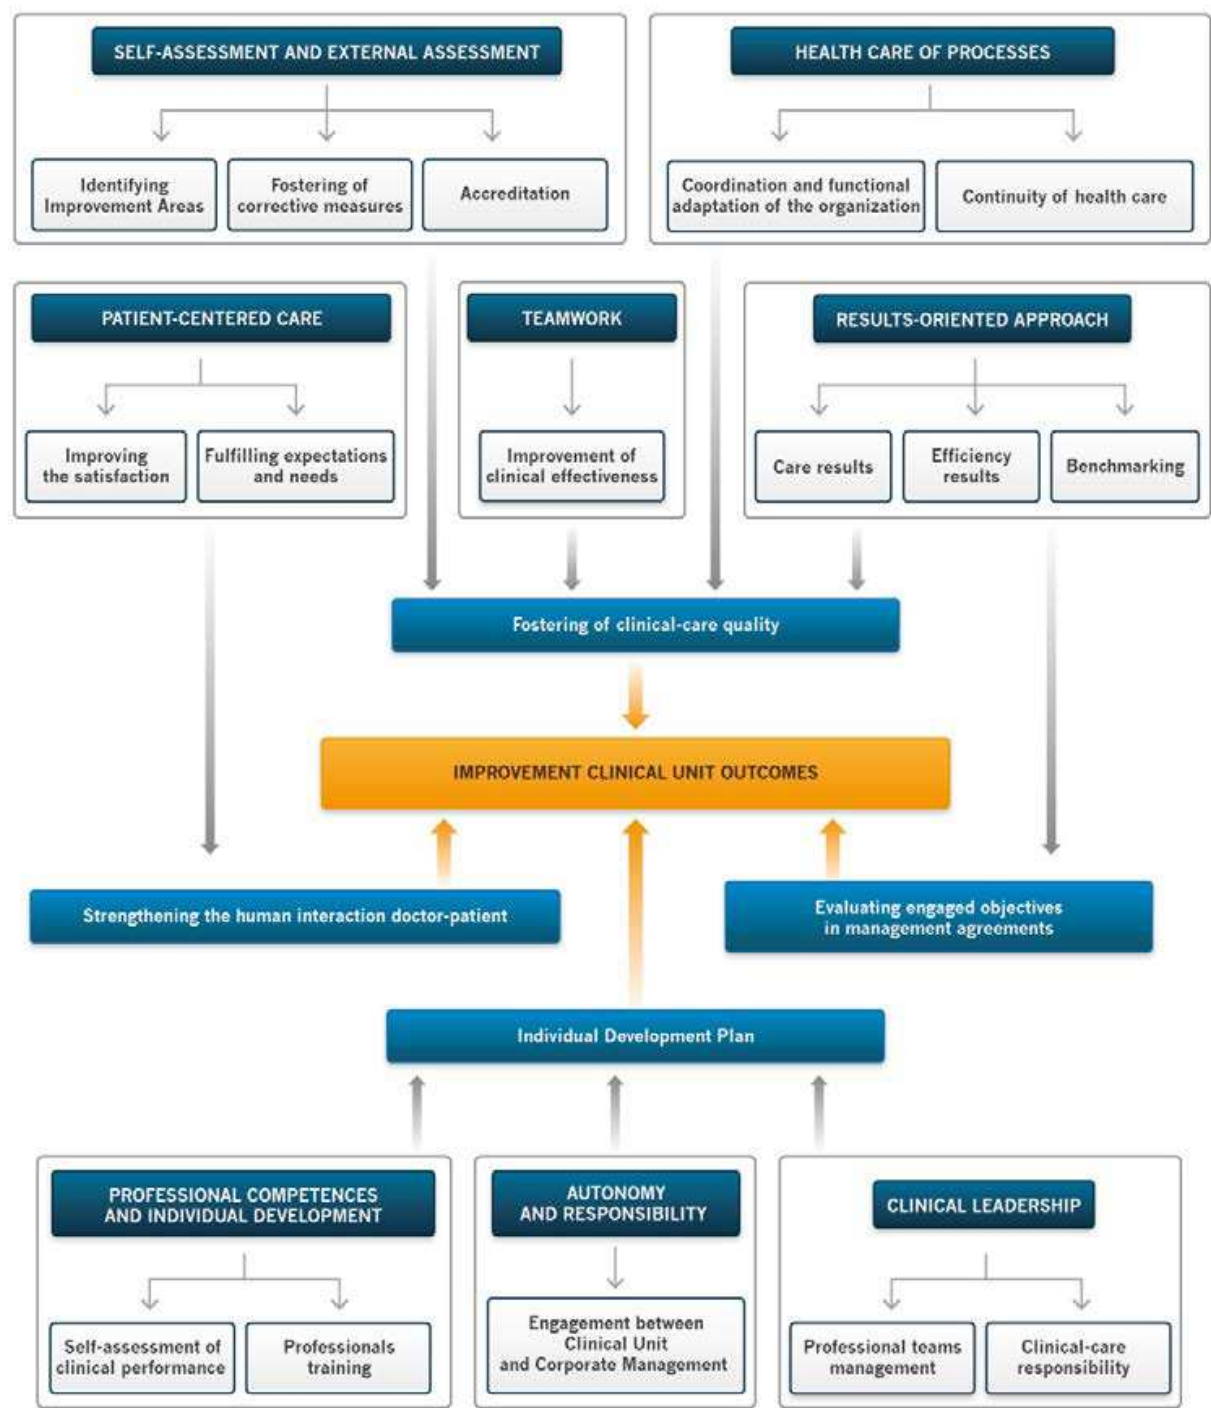 SELF-ASSESSMENT AND EXTERNAL ASSESSMENT
Identifying
Improvement Areas
Fostering of
corrective measures
Accreditation
HEALTH CARE OF PROCESSES
Coordination and functional
adaptation of the organization
Continuity of health care
PATIENT-CENTERED CARE
Improving
the satisfaction
Fulfilling expectations
and needs
TEAMWORK
Improvement of
clinical effectiveness
RESULTS-ORIENTED APPROACH
Care results
Efficiency
results
Benchmarking
Fostering of clinical-care quality
IMPROVEMENT CLINICAL UNIT OUTCOMES
Strengthening the human interaction doctor-patient
Evaluating engaged objectives
in management agreements
Individual Development Plan
PROFESSIONAL COMPETENCES
AND INDIVIDUAL DEVELOPMENT
Self-assessment of
clinical performance
Professionals
training
AUTONOMY
AND RESPONSIBILITY
Engagement between
Clinical Unit
and Corporate Management
CLINICAL LEADERSHIP
Professional teams
management
Clinical-care
responsibility